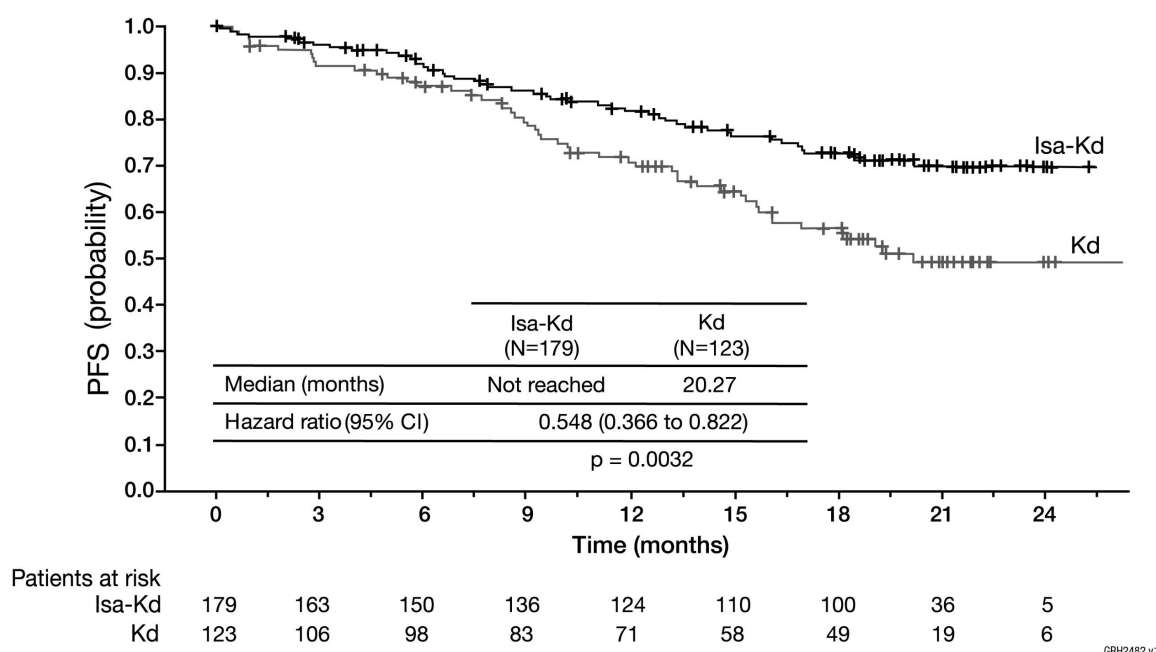 1.0
0.9
0.8
0.7
0.6
0.5
0.4
0.3
0.2
0.1
0.0
PFS (probability)
Isa-Kd
Kd
Isa-Kd Kd
(N=179) (N=123)
Median (months) Not reached 20.27
Hazard ratio (95% CI) 0.548 (0.366 to 0.822)
p = 0.0032
0 3 6 9 12 15 18 21 24
Time (months)
Patients at risk
Isa-Kd 179 163 150 136 124 110 100 36 5
Kd 123 106 98 83 71 58 49 19 6